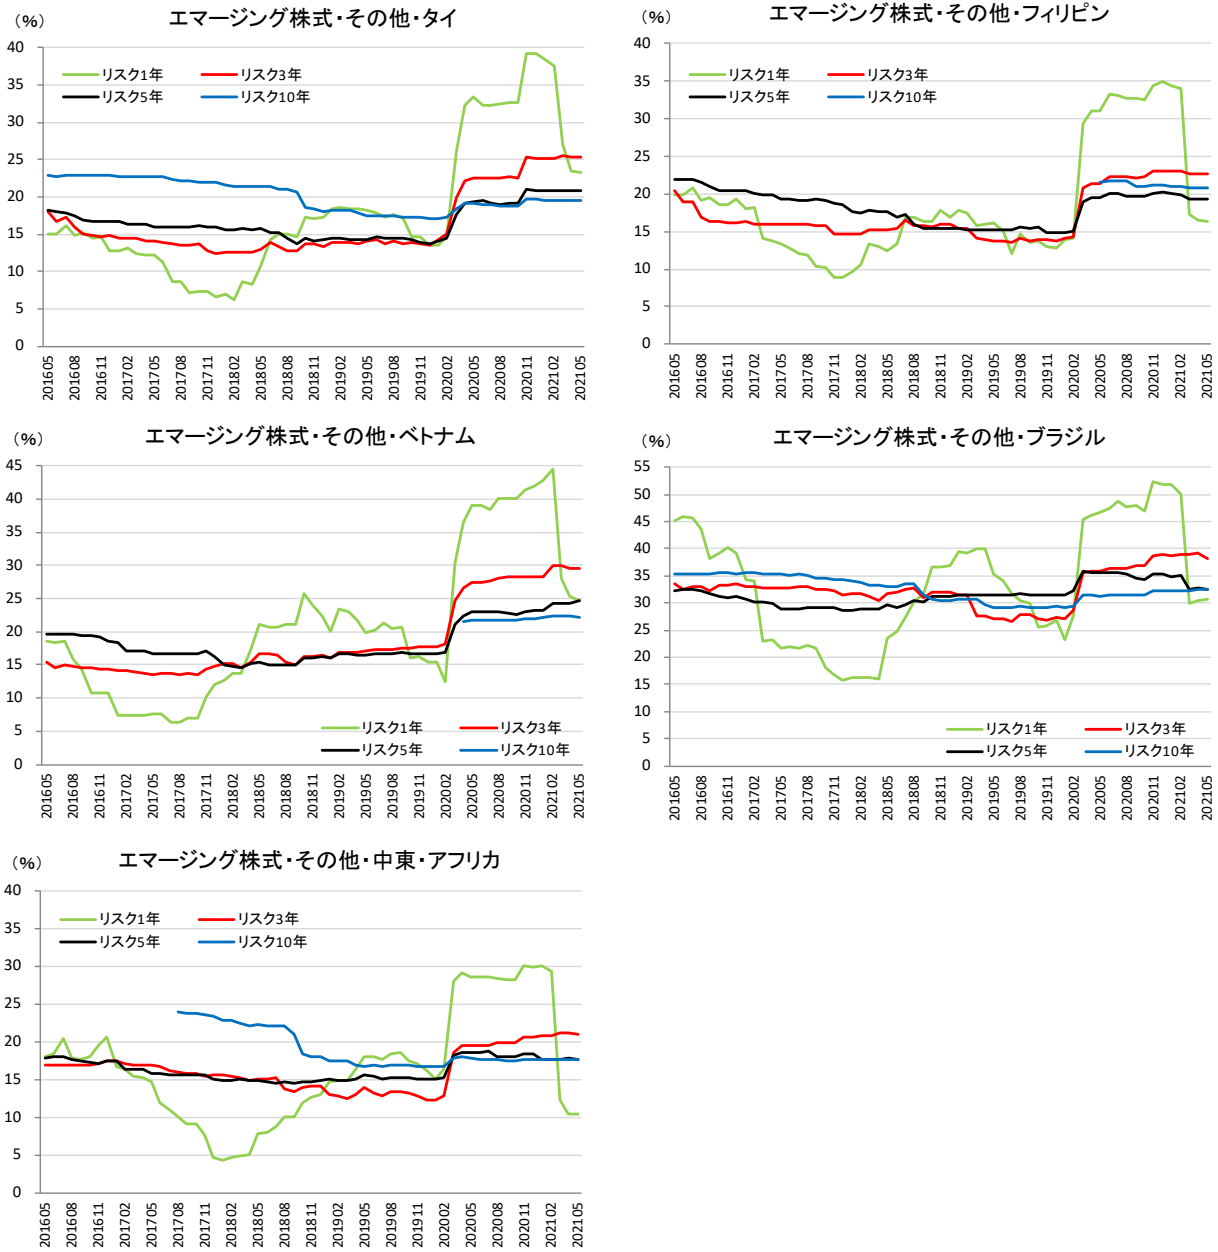 エマージング株式・その他・タイ
（%）
40
35
30
25
20
15
10
5
0
リスク1年 リスク3年
リスク5年 リスク10年
201605 201608 201611 201702 201705 201708 201711 201802 201805 201808 201811 201902 201905 201908 201911 202002 202005 202008 202011 202102 202105
エマージング株式・その他・フィリピン
（%）
40
35
30
25
20
15
10
5
0
リスク1年 リスク3年
リスク5年 リスク10年
201605 201608 201611 201702 201705 201708 201711 201802 201805 201808 201811 201902 201905 201908 201911 202002 202005 202008 202011 202102 202105
エマージング株式・その他・ベトナム
（%）
45
40
35
30
25
20
15
10
5
0
リスク1年 リスク3年
リスク5年 リスク10年
201605 201608 201611 201702 201705 201708 201711 201802 201805 201808 201811 201902 201905 201908 201911 202002 202005 202008 202011 202102 202105
エマージング株式・その他・ブラジル
（%）
55
50
45
40
35
30
25
20
15
10
5
0
リスク1年 リスク3年
リスク5年 リスク10年
201605 201608 201611 201702 201705 201708 201711 201802 201805 201808 201811 201902 201905 201908 201911 202002 202005 202008 202011 202102 202105
エマージング株式・その他・中東・アフリカ
（%）
40
35
30
25
20
15
10
5
0
リスク1年 リスク3年
リスク5年 リスク10年
201605 201608 201611 201702 201705 201708 201711 201802 201805 201808 201811 201902 201905 201908 201911 202002 202005 202008 202011 202102 202105